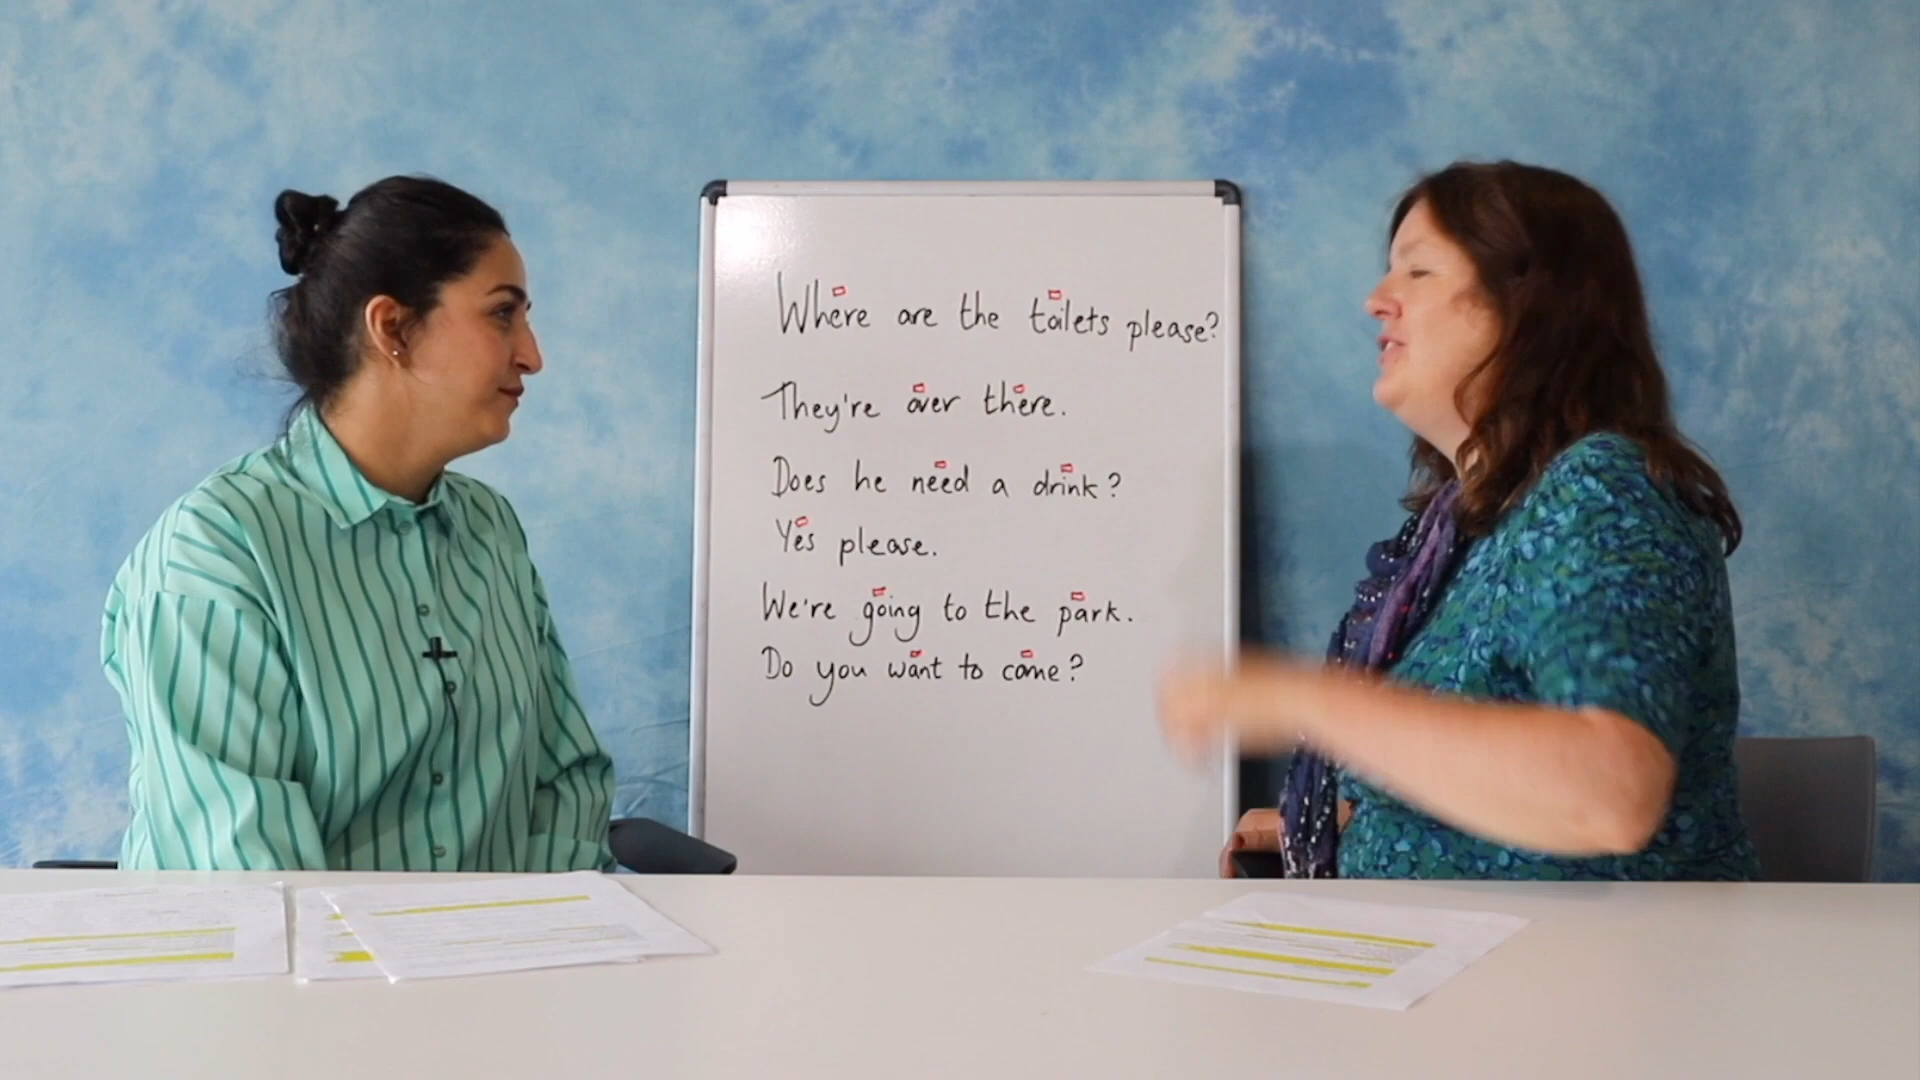 Where are the toilets please?
They're over there.
Does he need a drink?
Yes please.
We're going to the park.
Do you want to come?